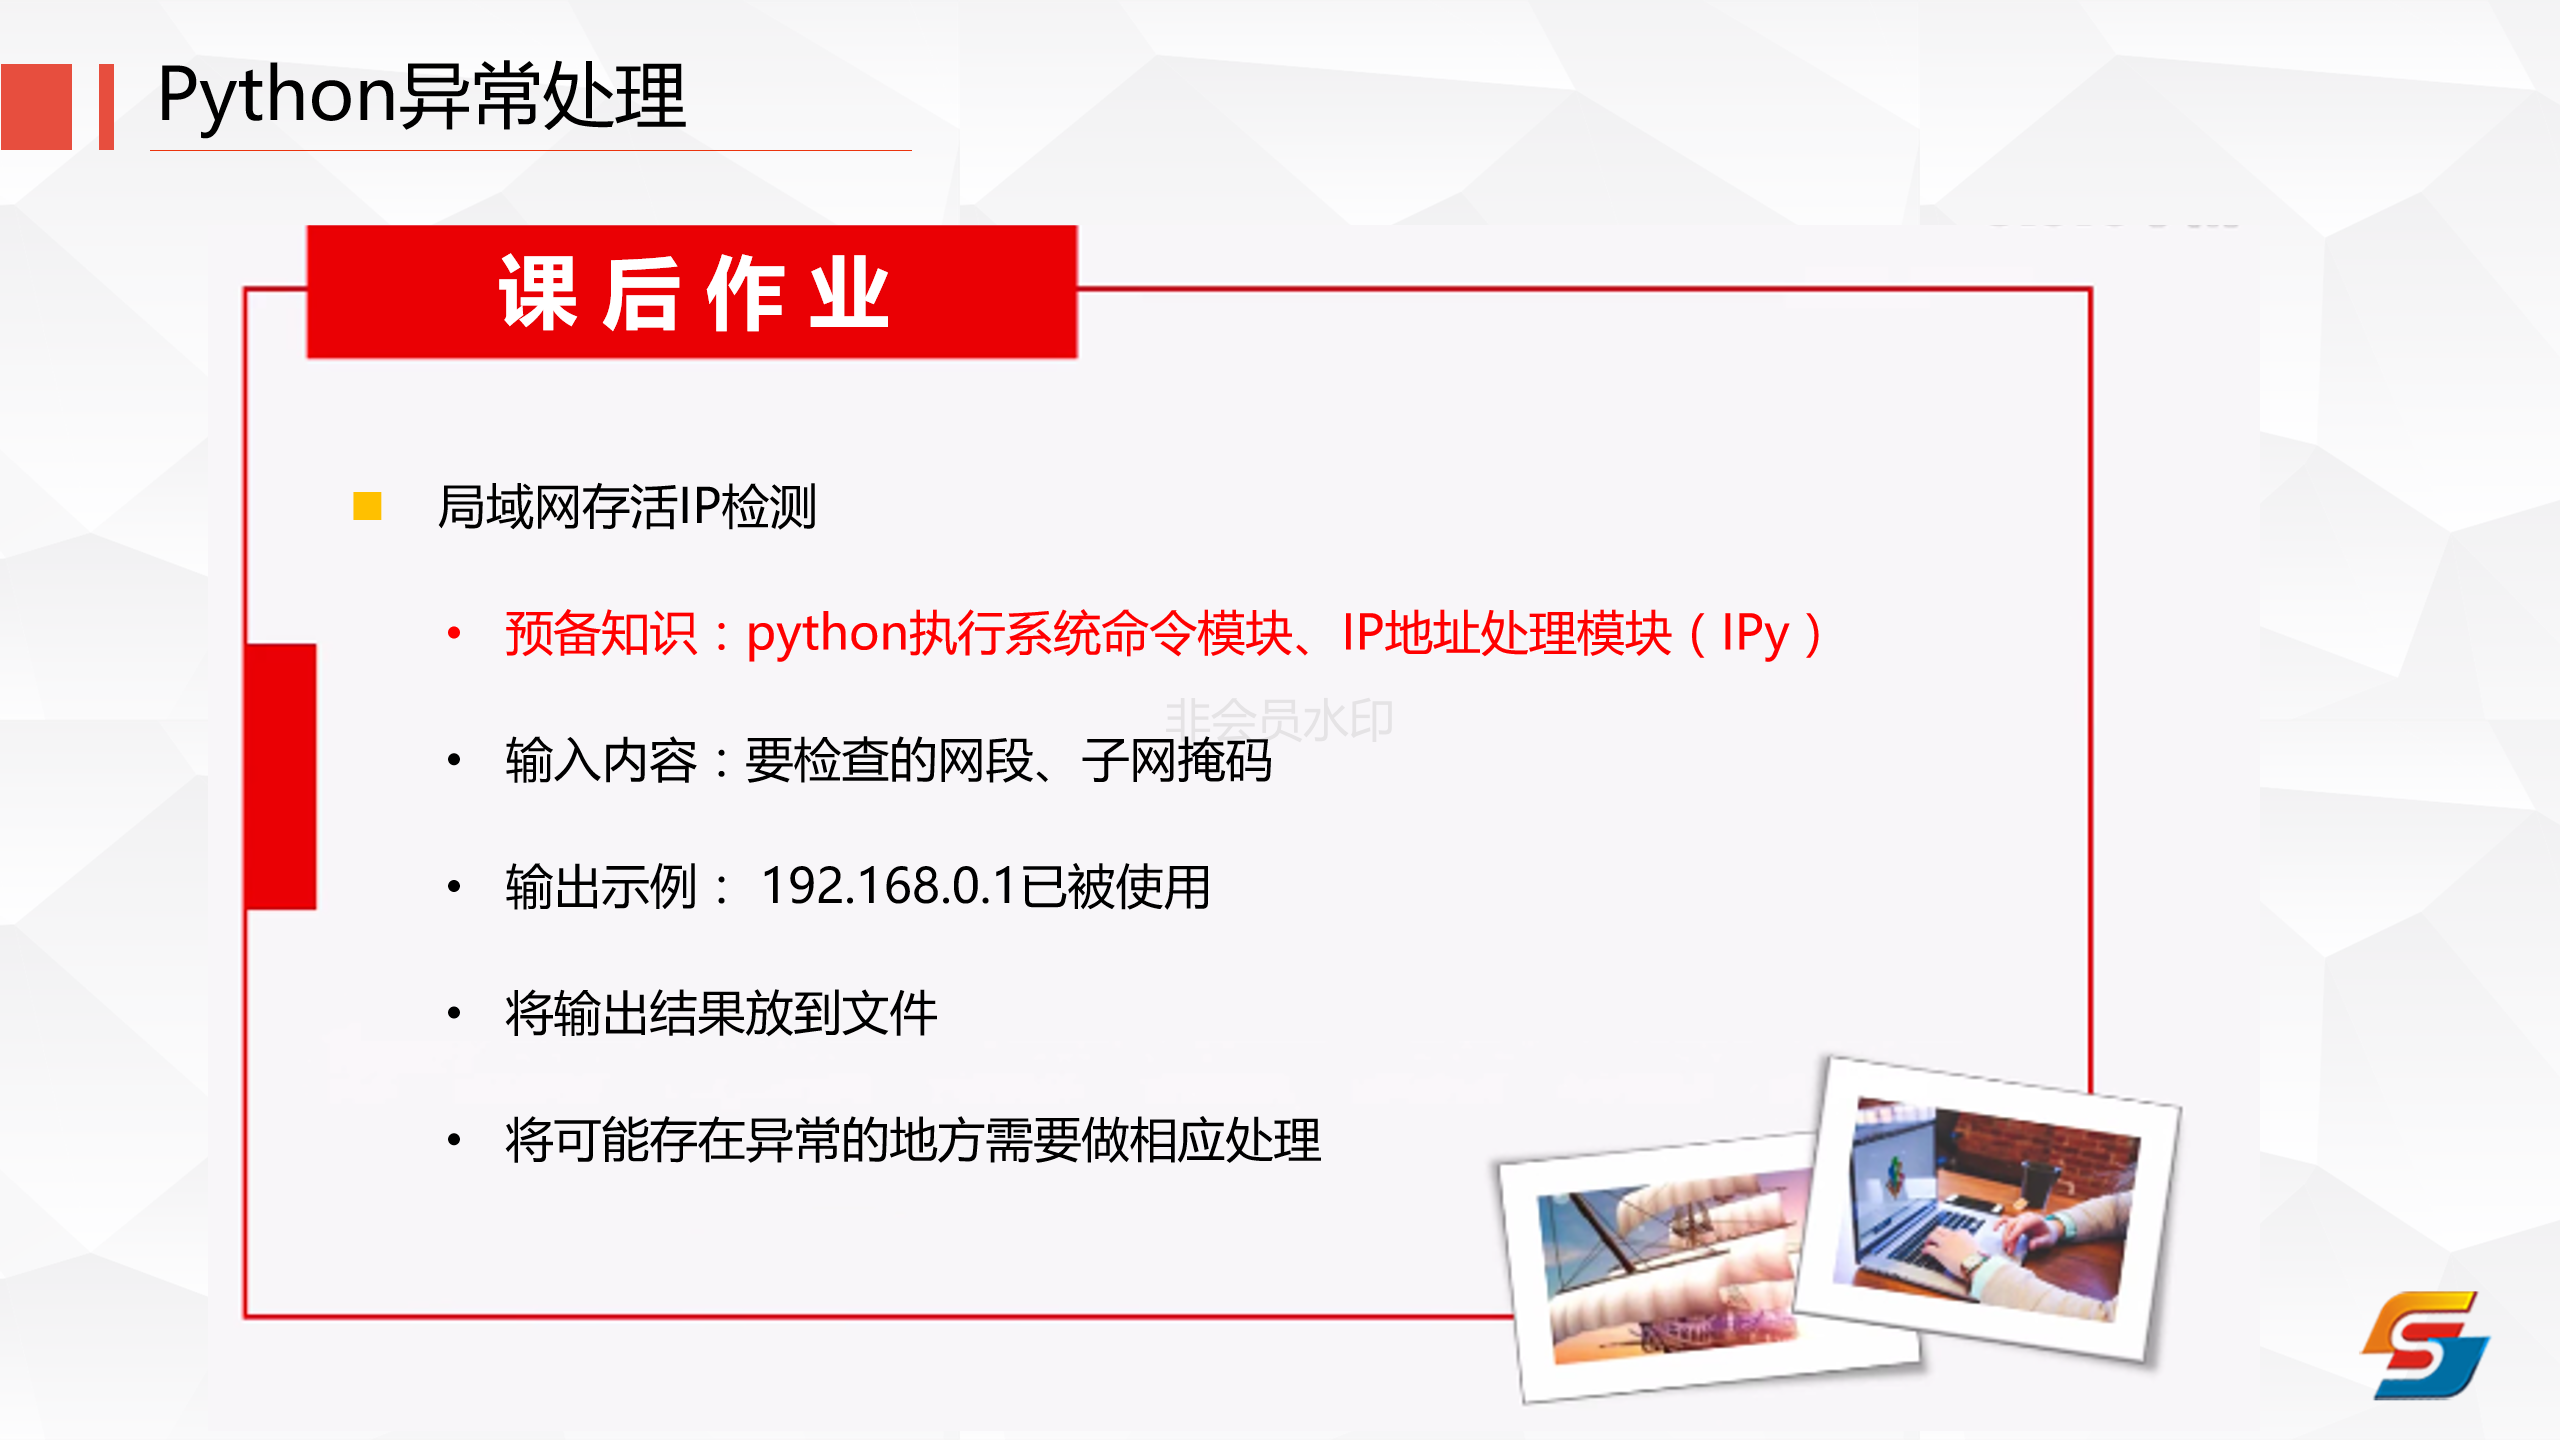 Python异常处理
课后作业
局域网存活IP检测
预备知识：python执行系统命令模块、IP地址处理模块（IPy）
非会员水印
输入内容：要检查的网段、子网掩码
输出示例： 192.168.0.1已被使用
将输出结果放到文件
将可能存在异常的地方需要做相应处理